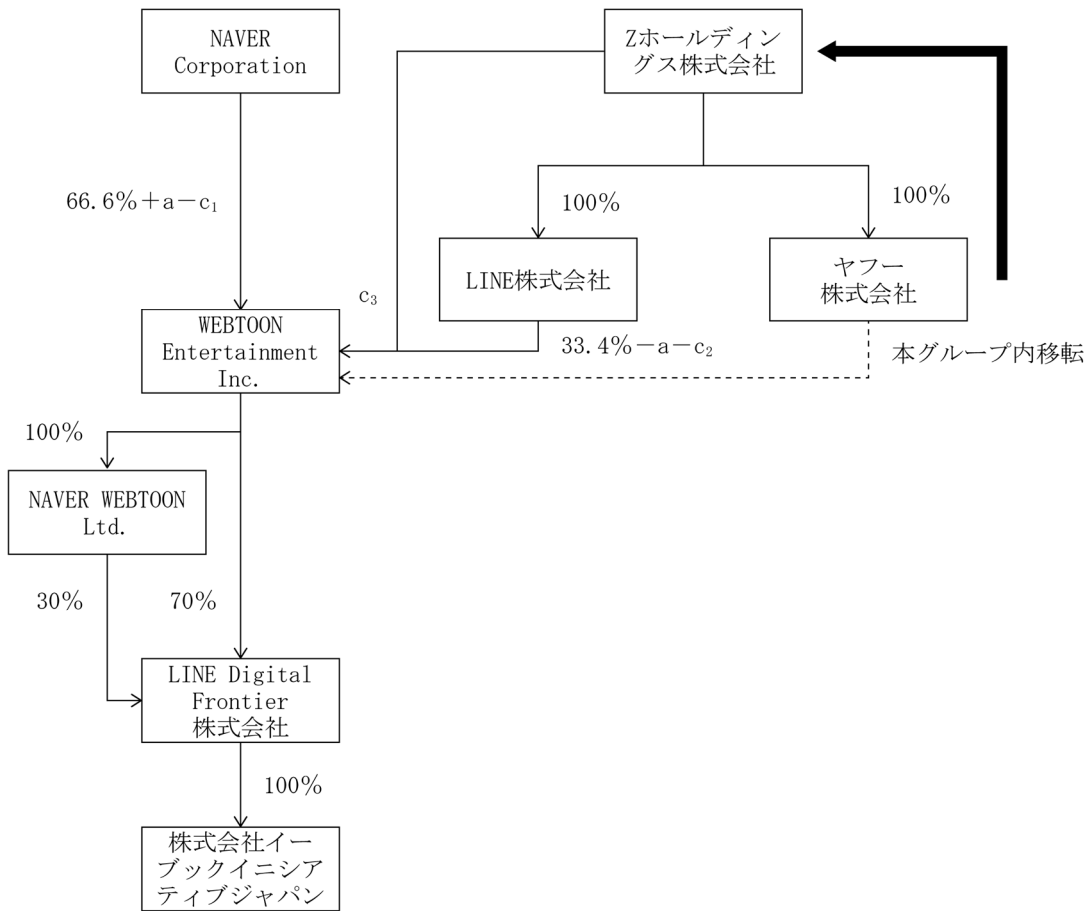 NAVER
Corporation
Zホールディン
グス株式会社
66.6%+a−c₁
100%
100%
LINE株式会社
ヤフー
株式会社
c₃
WEBTOON
Entertainment
Inc.
33.4%−a−c₂
本グループ内移転
100%
NAVER WEBTOON
Ltd.
30%
70%
LINE Digital
Frontier
株式会社
100%
株式会社イー
ブックイニシア
ティブジャパン